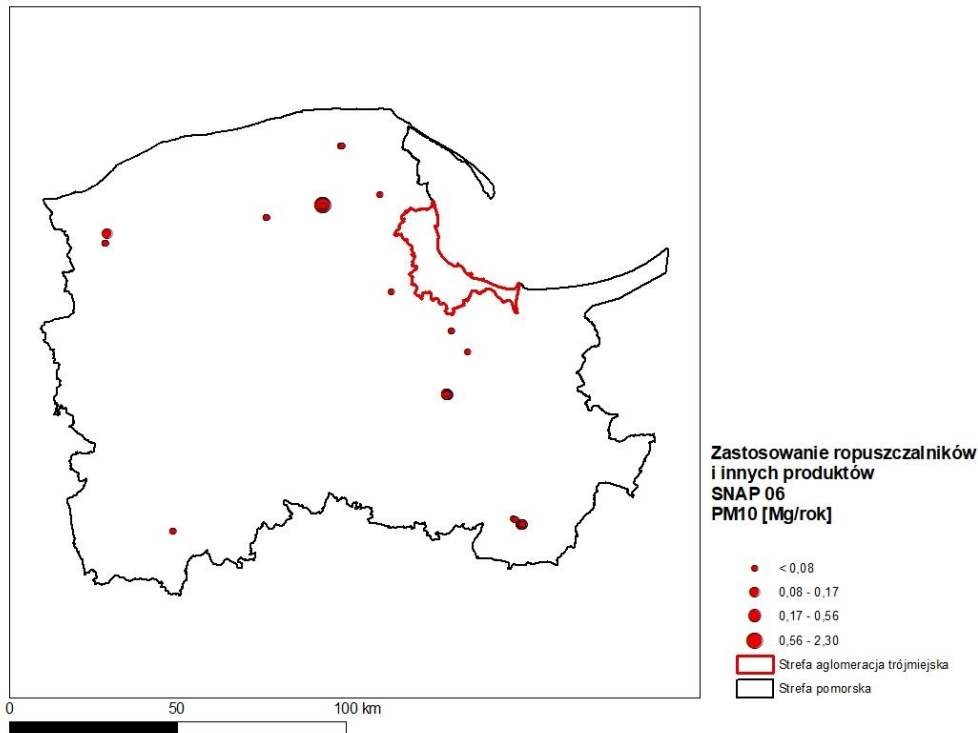 Zastosowanie ropuszczalników
i innych produktów
SNAP 06
PM10 [Mg/rok]
< 0,08
0,08 - 0,17
0,17 - 0,56
0,56 - 2,30
Strefa aglomeracja trójmiejska
Strefa pomorska
0 50 100 km